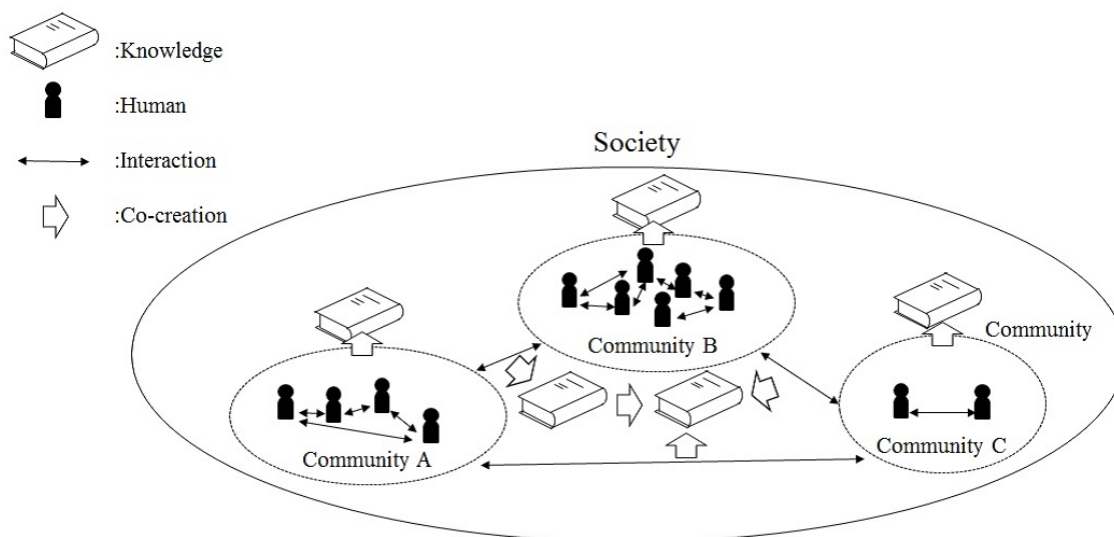 :Knowledge
:Human
:Interaction
:Co-creation
Society
Community B
Community
Community A
Community C